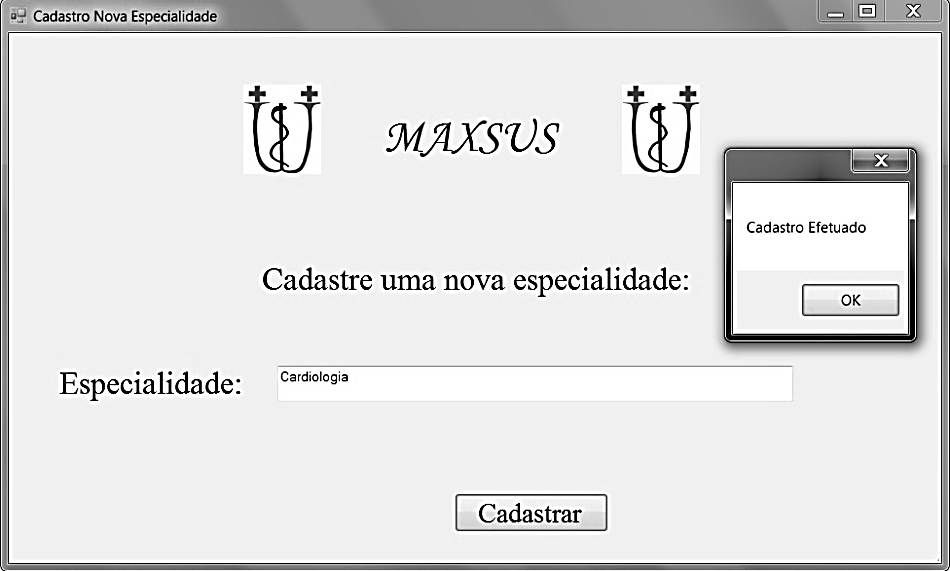 Cadastro Nova Especialidade
MAXSUS
Cadastro Efetuado
OK
Cadastre uma nova especialidade:
Especialidade:
Cardiologia
Cadastrar